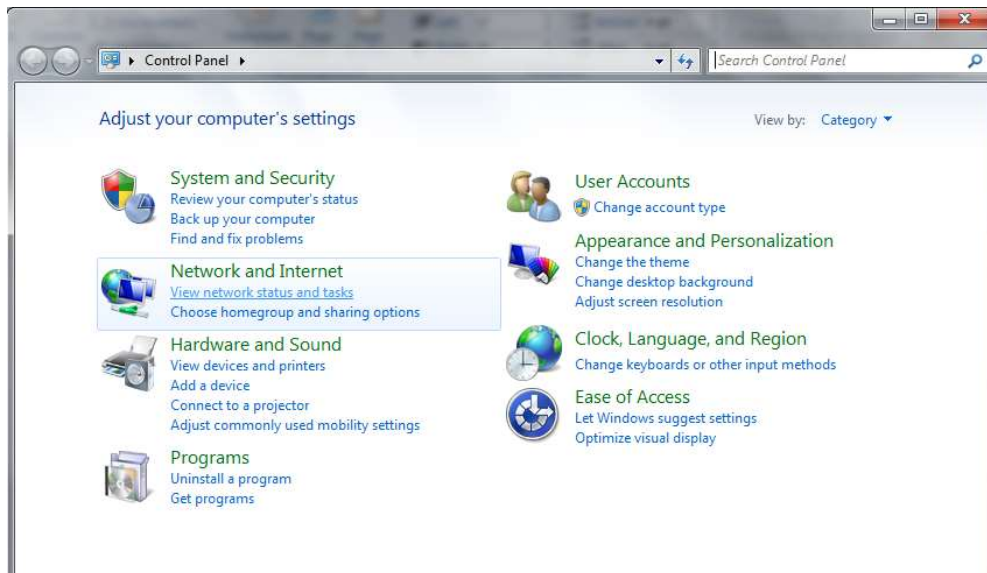 Control Panel
Search Control Panel
Adjust your computer's settings
View by: Category
System and Security
Review your computer's status
Back up your computer
Find and fix problems
Network and Internet
View network status and tasks
Choose homegroup and sharing options
Hardware and Sound
View devices and printers
Add a device
Connect to a projector
Adjust commonly used mobility settings
Programs
Uninstall a program
Get programs
User Accounts
Change account type
Appearance and Personalization
Change the theme
Change desktop background
Adjust screen resolution
Clock, Language, and Region
Change keyboards or other input methods
Ease of Access
Let Windows suggest settings
Optimize visual display